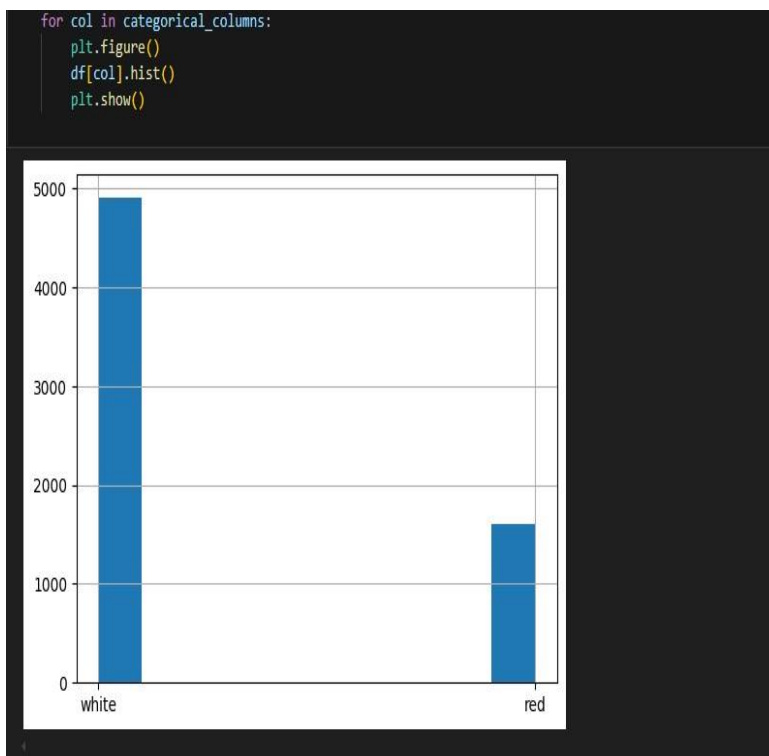 for col in categorical_columns:
plt.figure()
df[col].hist()
plt.show()
5000
4000
3000
2000
1000
0
white red